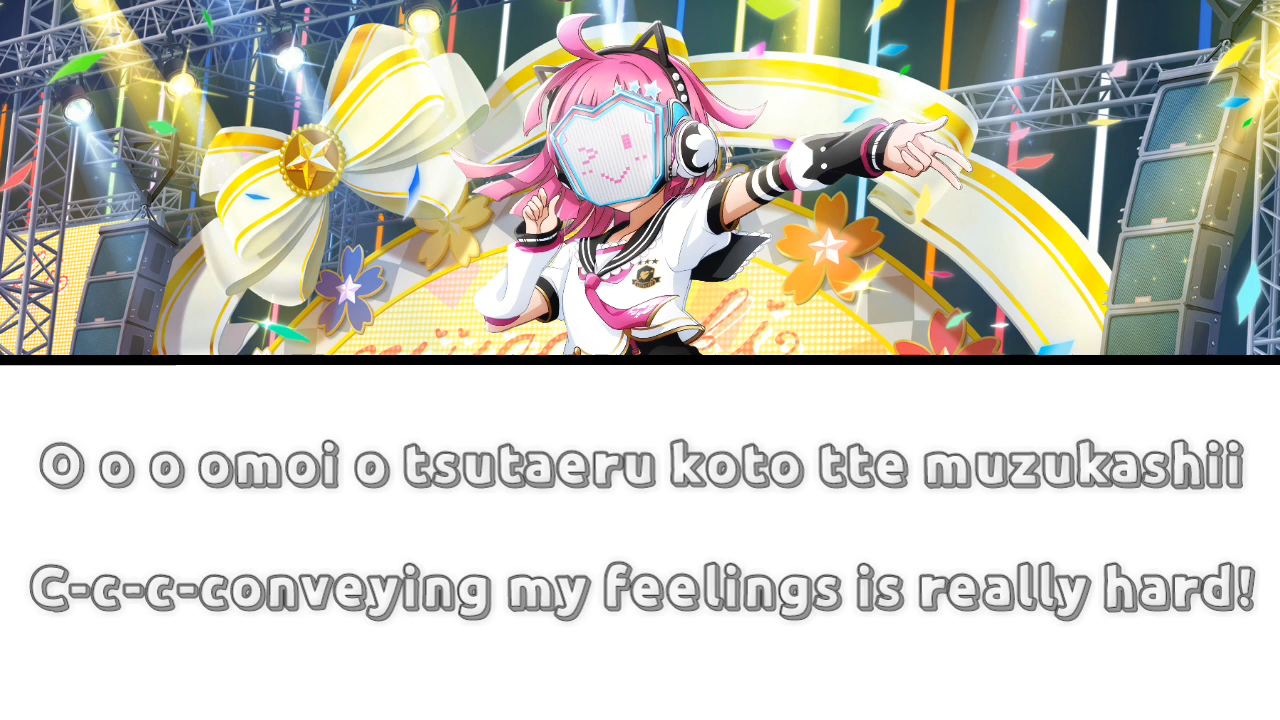 O o o omoi o tsutaeru koto tte muzukashii
C-c-c-conveying my feelings is really hard!